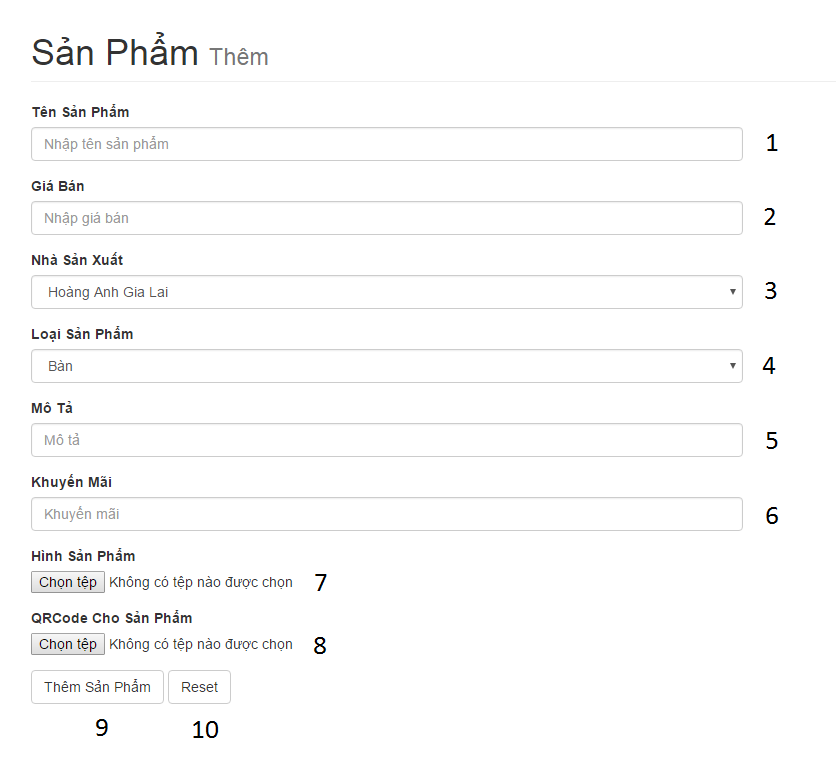 Sản Phẩm Thêm
Tên Sản Phẩm
Nhập tên sản phẩm 1
Giá Bán
Nhập giá bán 2
Nhà Sản Xuất
Hoàng Anh Gia Lai 3
Loại Sản Phẩm
Bàn 4
Mô Tả
Mô tả 5
Khuyến Mãi
Khuyến mãi 6
Hình Sản Phẩm
Chọn tệp Không có tệp nào được chọn 7
QRCode Cho Sản Phẩm
Chọn tệp Không có tệp nào được chọn 8
Thêm Sản Phẩm Reset
9 10